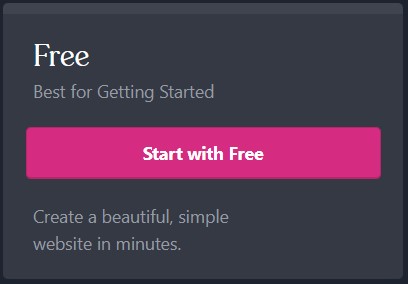 Free
Best for Getting Started
Start with Free
Create a beautiful, simple
website in minutes.